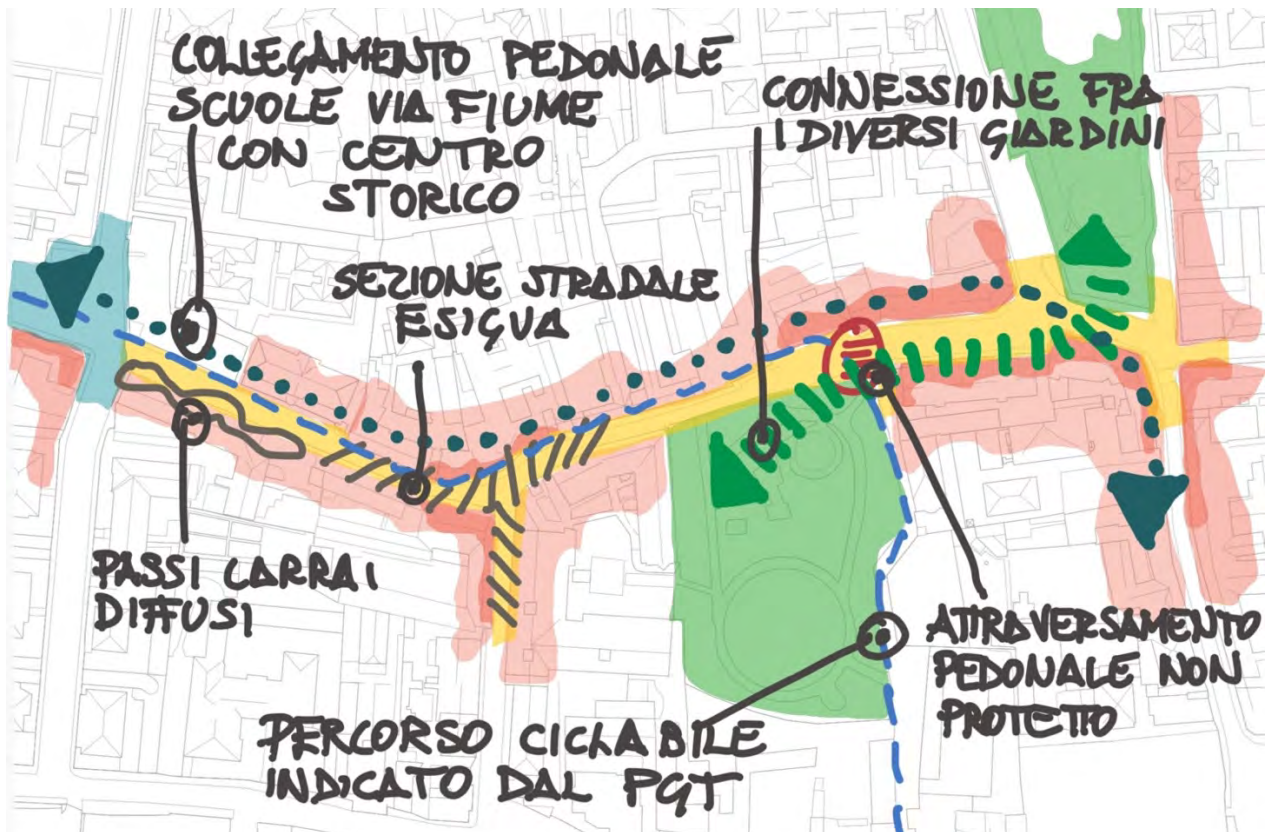 COLLEGAMENTO PEDONALE
SCUOLE VIA FIUME
CON CENTRO
STORICO
CONNESSIONE FRA
I DIVERSI GIARDINI
SEZIONE STRADALE
ESIGUA
PASSI CARRAI
DIFFUSI
ATTRAVERSAMENTO
PEDONALE NON
PROTETTO
PERCORSO CICLABILE
INDICATO DAL PGT